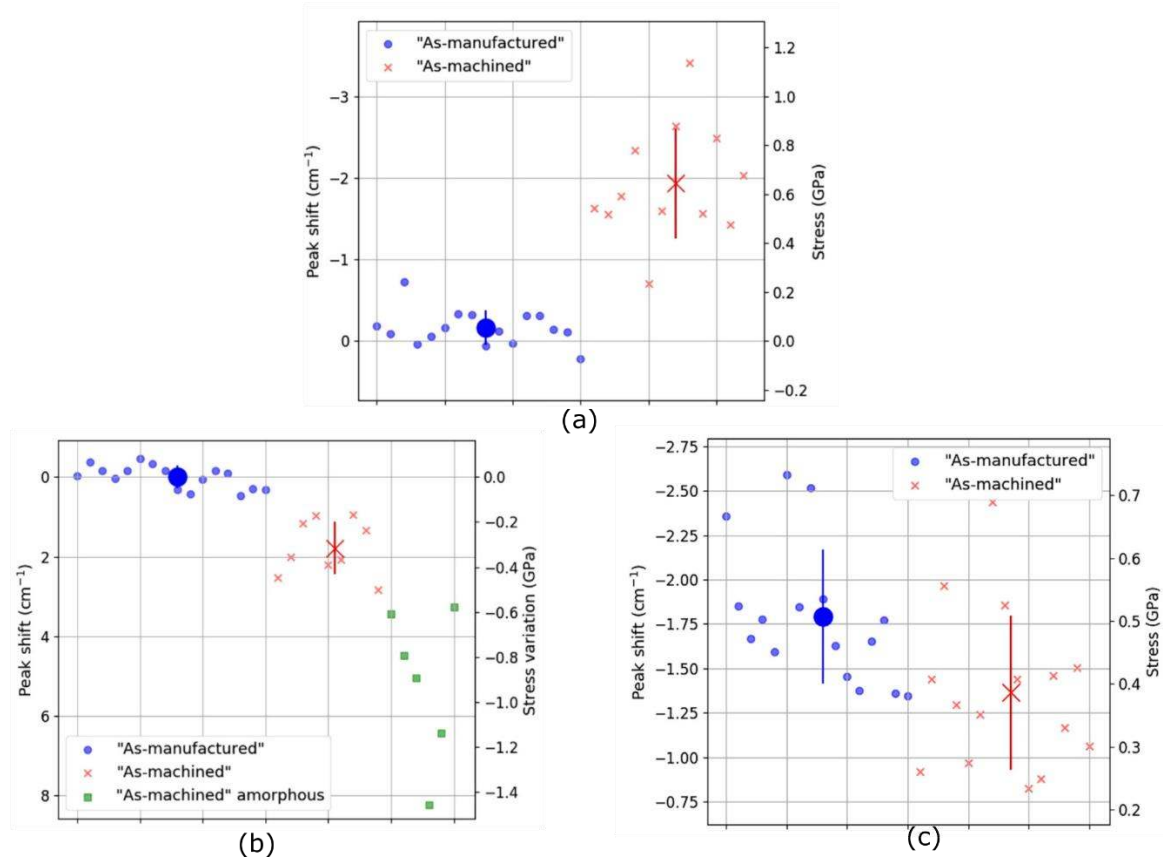 "As-manufactured"
"As-machined"
Peak shift (cm⁻¹)
−3
−2
−1
0
1.2
1.0
0.8
0.6
0.4
0.2
0.0
−0.2
Stress (GPa)
(a)
Peak shift (cm⁻¹)
0
2
4
6
8
"As-manufactured"
"As-machined"
"As-machined" amorphous
0.0
−0.2
−0.4
−0.6
−0.8
−1.0
−1.2
−1.4
Stress variation (GPa)
(b)
Peak shift (cm⁻¹)
−2.75
−2.50
−2.25
−2.00
−1.75
−1.50
−1.25
−1.00
−0.75
"As-manufactured"
"As-machined"
0.7
0.6
0.5
0.4
0.3
0.2
Stress (GPa)
(c)